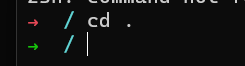 zsh: command not f
→ / cd .
→ /